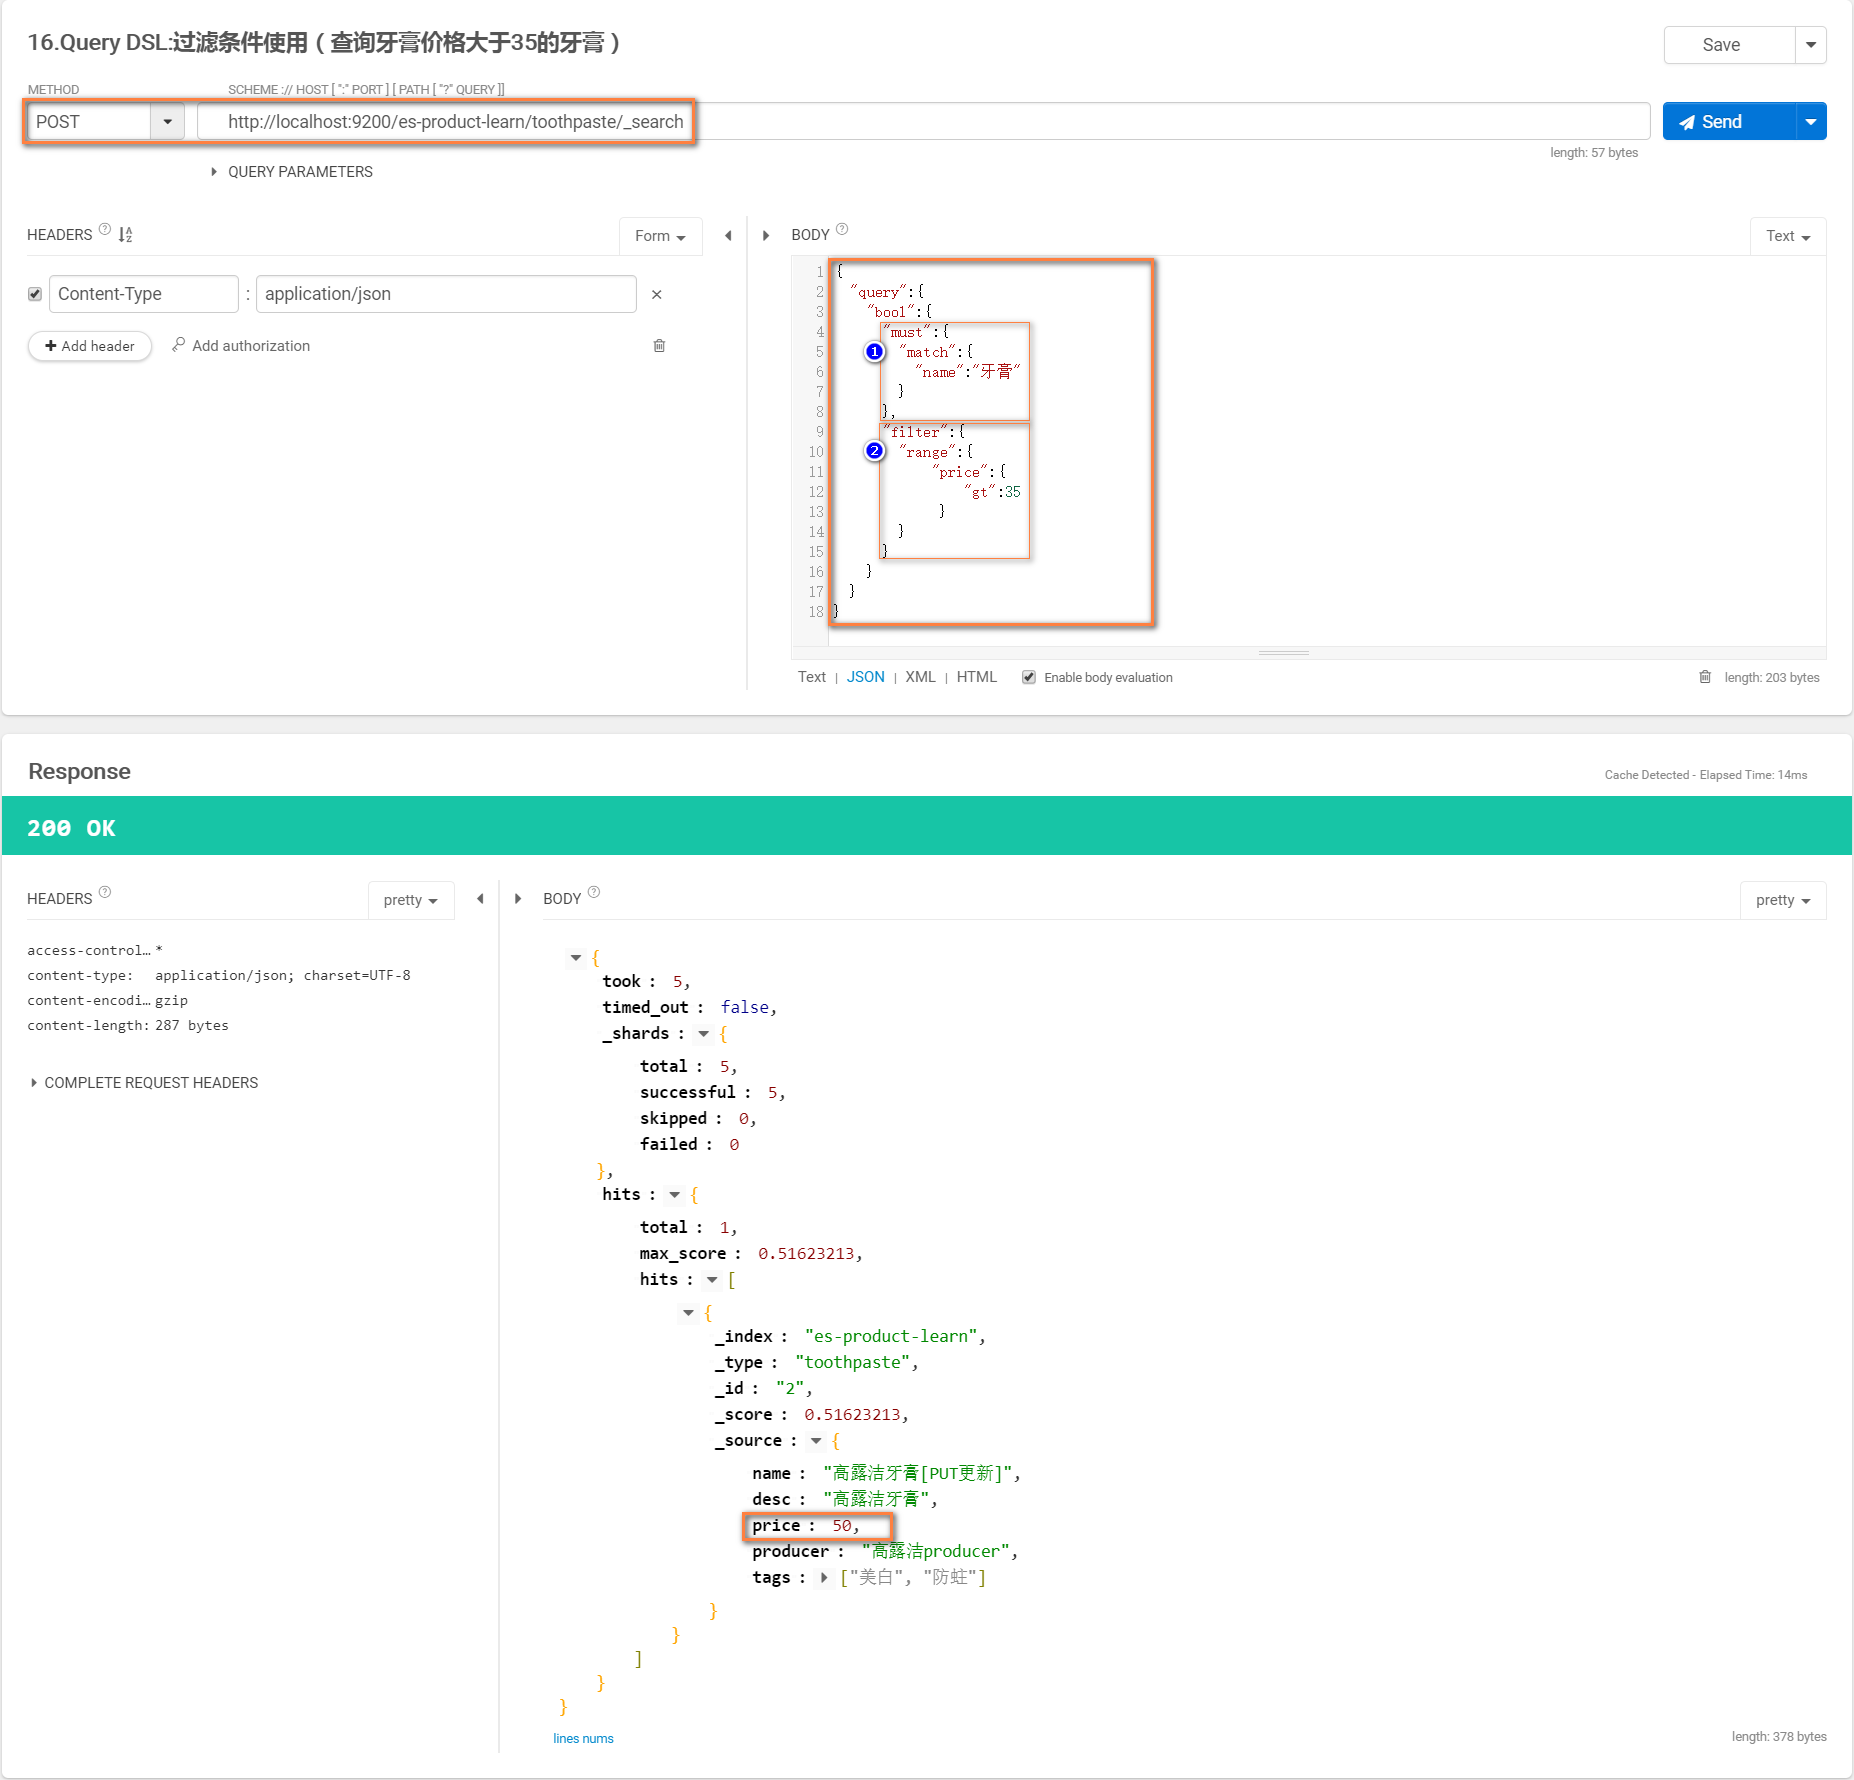 16.Query DSL:过滤条件使用（查询牙膏价格大于35的牙膏）
Save
METHOD
SCHEME :// HOST [ ":" PORT ] [ PATH [ "?" QUERY ]]
POST
http://localhost:9200/es-product-learn/toothpaste/_search
Send
length: 57 bytes
QUERY PARAMETERS
HEADERS
Form
BODY
Text
Content-Type
:
application/json
Add header
Add authorization
1 {
2 "query":{
3 "bool":{
4 "must":{
1
5 "match":{
6 "name":"牙膏"
7 }
8 },
9 "filter":{
2
10 "range":{
11 "price":{
12 "gt":35
13 }
14 }
15 }
16 }
17 }
18 }
Text | JSON | XML | HTML
Enable body evaluation
length: 203 bytes
Response
Cache Detected - Elapsed Time: 14ms
200 OK
HEADERS
pretty
BODY
pretty
access-control… *
content-type: application/json; charset=UTF-8
content-encodi… gzip
content-length: 287 bytes
COMPLETE REQUEST HEADERS
{
took : 5,
timed_out : false,
_shards : {
total : 5,
successful : 5,
skipped : 0,
failed : 0
},
hits : {
total : 1,
max_score : 0.51623213,
hits : [
{
_index : "es-product-learn",
_type : "toothpaste",
_id : "2",
_score : 0.51623213,
_source : {
name : "高露洁牙膏[PUT更新]",
desc : "高露洁牙膏",
price : 50,
producer : "高露洁producer",
tags : ["美白", "防蛀"]
}
}
]
}
}
lines nums
length: 378 bytes